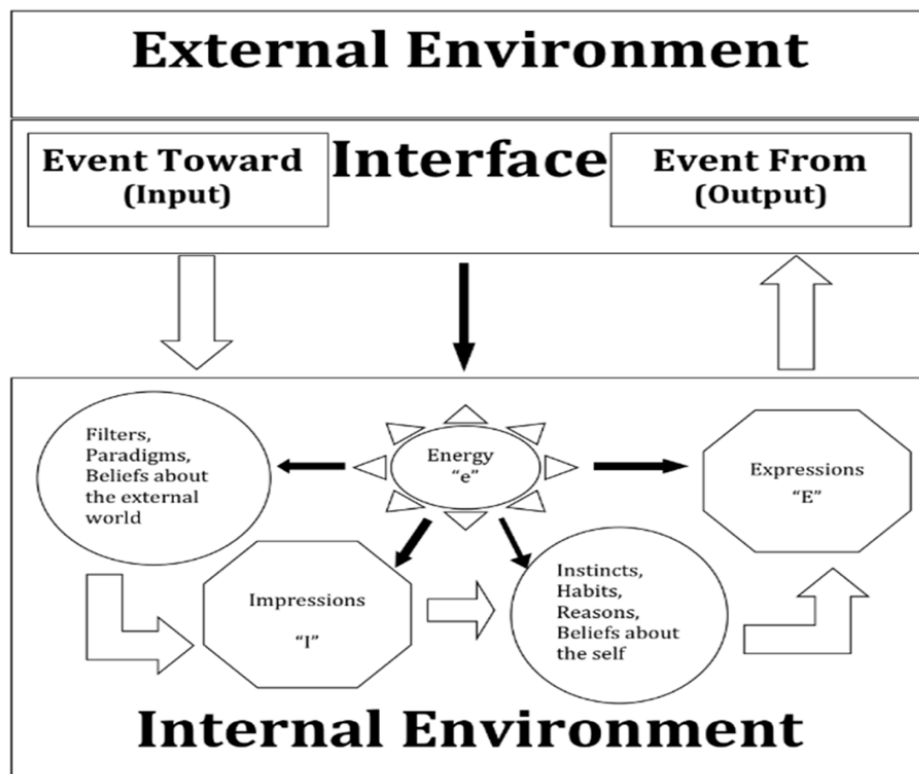 External Environment
Interface
Event Toward
(Input)
Event From
(Output)
Filters,
Paradigms,
Beliefs about
the external
world
Energy
“e”
Expressions
“E”
Impressions
“I”
Instincts,
Habits,
Reasons,
Beliefs about
the self
Internal Environment